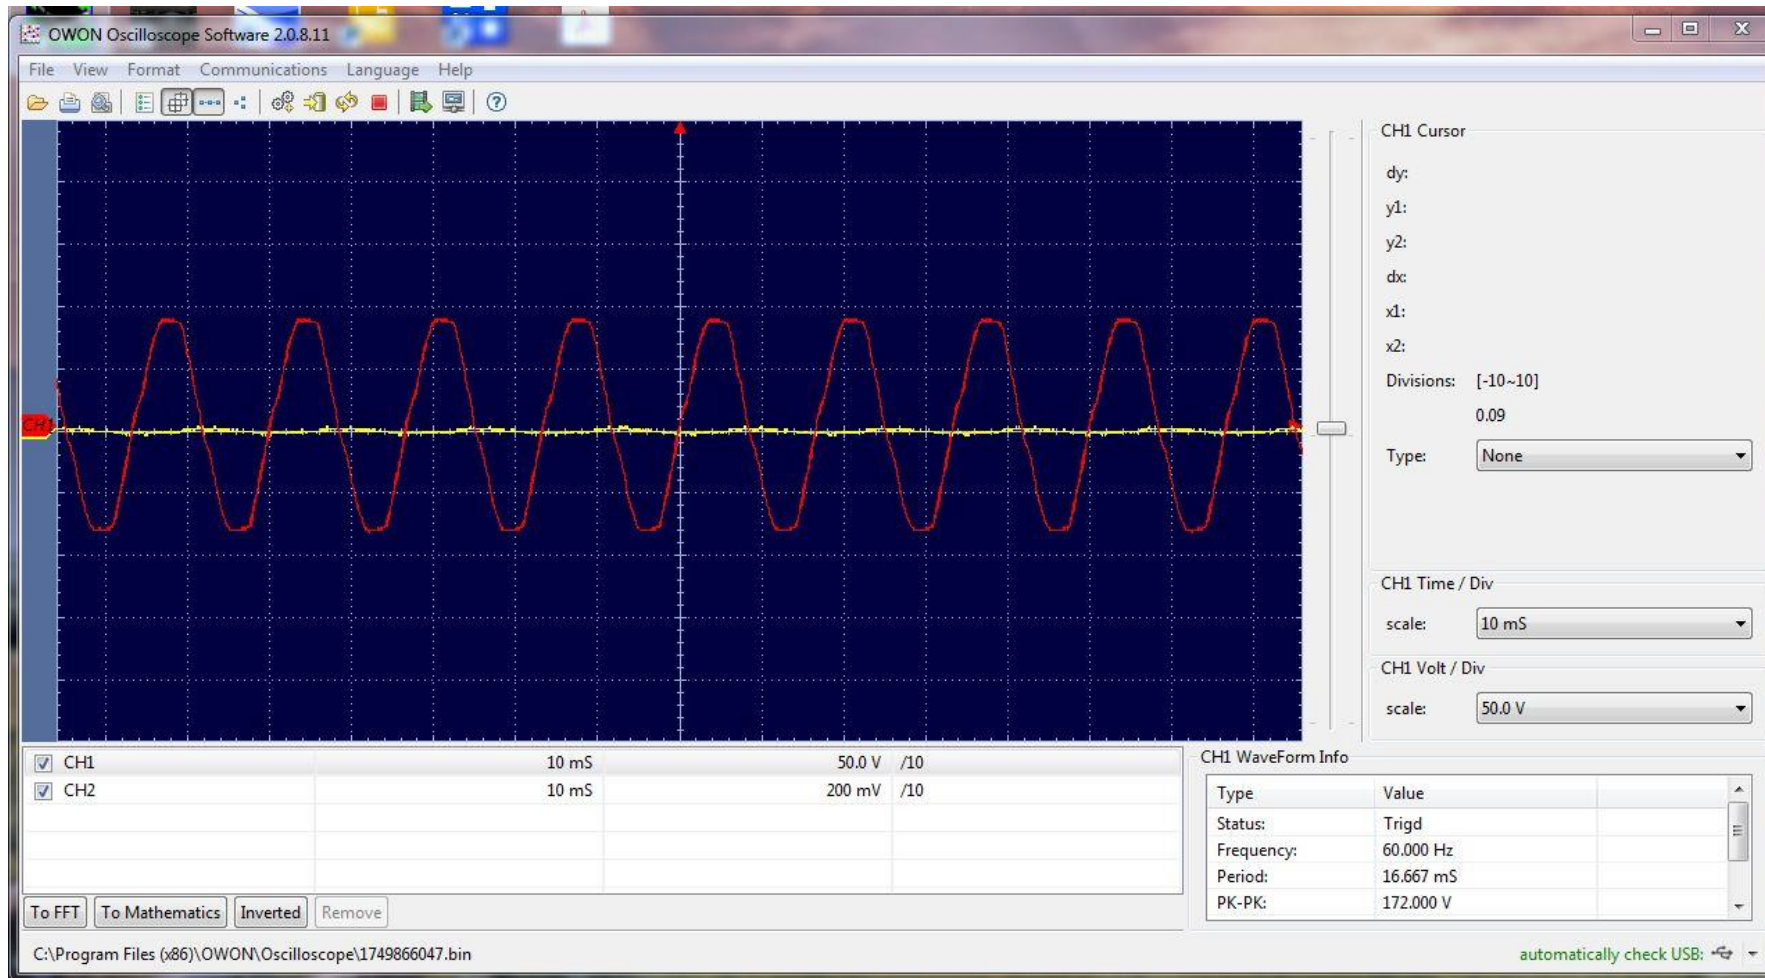 OWON Oscilloscope Software 2.0.8.11
File View Format Communications Language Help
CH1 Cursor
dy:
y1:
y2:
dx:
x1:
x2:
Divisions: [-10~10]
0.09
Type: None
CH1
CH1 Time / Div
scale: 10 mS
CH1 Volt / Div
scale: 50.0 V
CH1 10 mS 50.0 V /10
CH2 10 mS 200 mV /10
CH1 WaveForm Info
Type Value
Status: Trigd
Frequency: 60.000 Hz
Period: 16.667 mS
PK-PK: 172.000 V
To FFT To Mathematics Inverted Remove
C:\Program Files (x86)\OWON\Oscilloscope\1749866047.bin
automatically check USB: